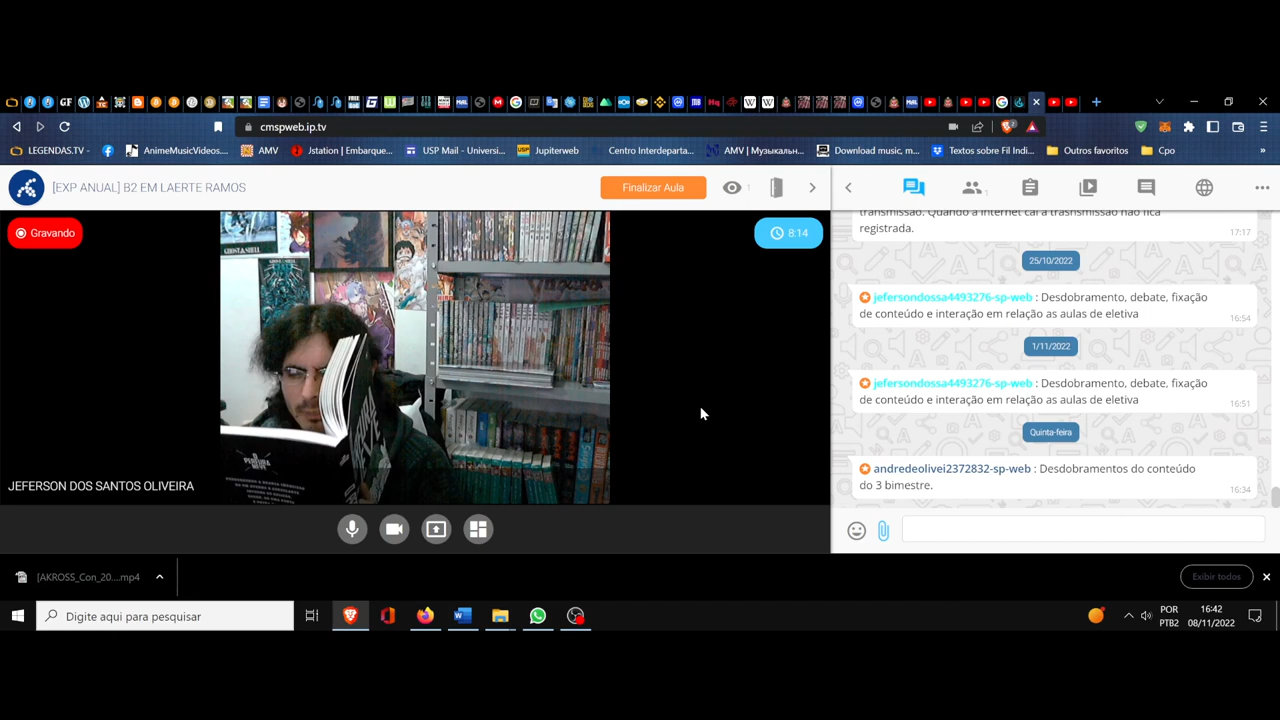 cmspweb.ip.tv
2
LEGENDAS.TV -
AnimeMusicVideos....
AMV
Jstation | Embarque...
USP Mail - Universi...
Jupiterweb
Centro Interdeparta...
AMV | Музыкальн...
Download music, m...
Textos sobre Fil Indi...
Outros favoritos
Cpo
»
[EXP ANUAL] B2 EM LAERTE RAMOS
Finalizar Aula
1
1
Gravando
8:14
JEFERSON DOS SANTOS OLIVEIRA
transmissão. Quando a internet cai a trasnsmissão não fica
registrada.
17:17
25/10/2022
jefersondossa4493276-sp-web : Desdobramento, debate, fixação
de conteúdo e interação em relação as aulas de eletiva
16:54
1/11/2022
jefersondossa4493276-sp-web : Desdobramento, debate, fixação
de conteúdo e interação em relação as aulas de eletiva
16:51
Quinta-feira
andredeolivei2372832-sp-web : Desdobramentos do conteúdo
do 3 bimestre.
16:34
[AKROSS_Con_20....mp4
Exibir todos
Digite aqui para pesquisar
POR
PTB2
16:42
08/11/2022